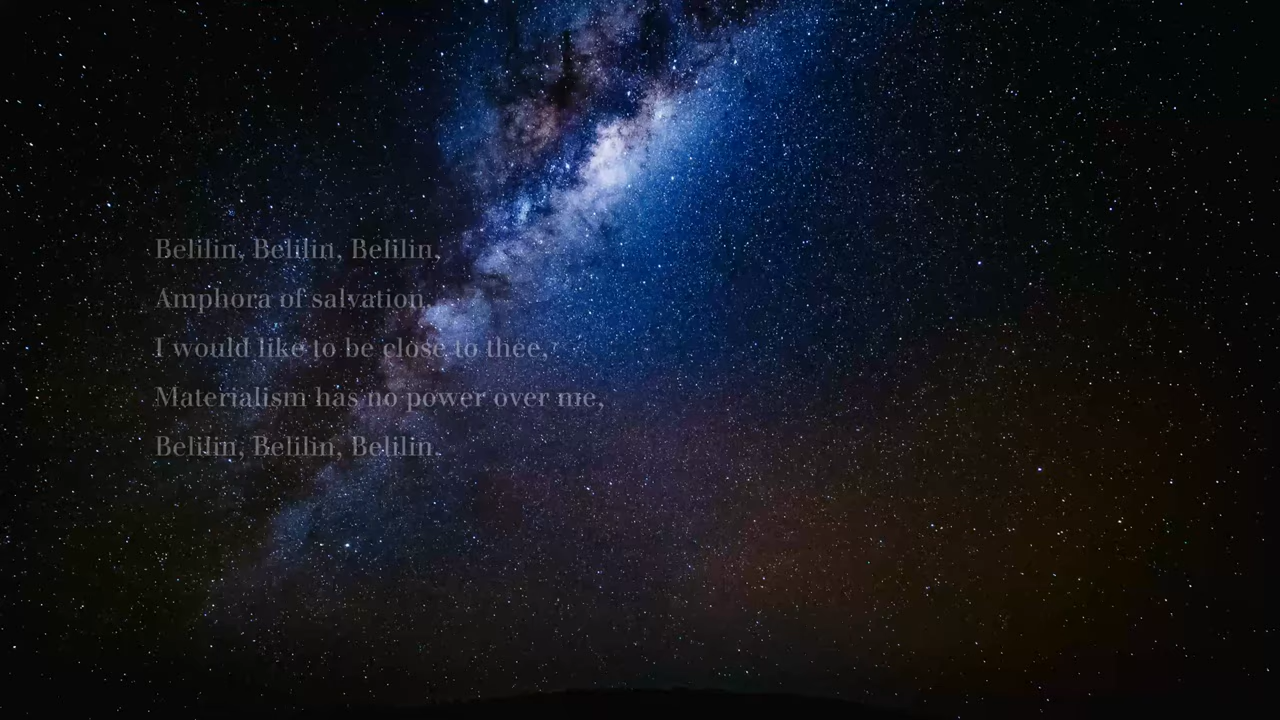 Belilin, Belilin, Belilin,
Amphora of salvation,
I would like to be close to thee,
Materialism has no power over me,
Belilin, Belilin, Belilin.